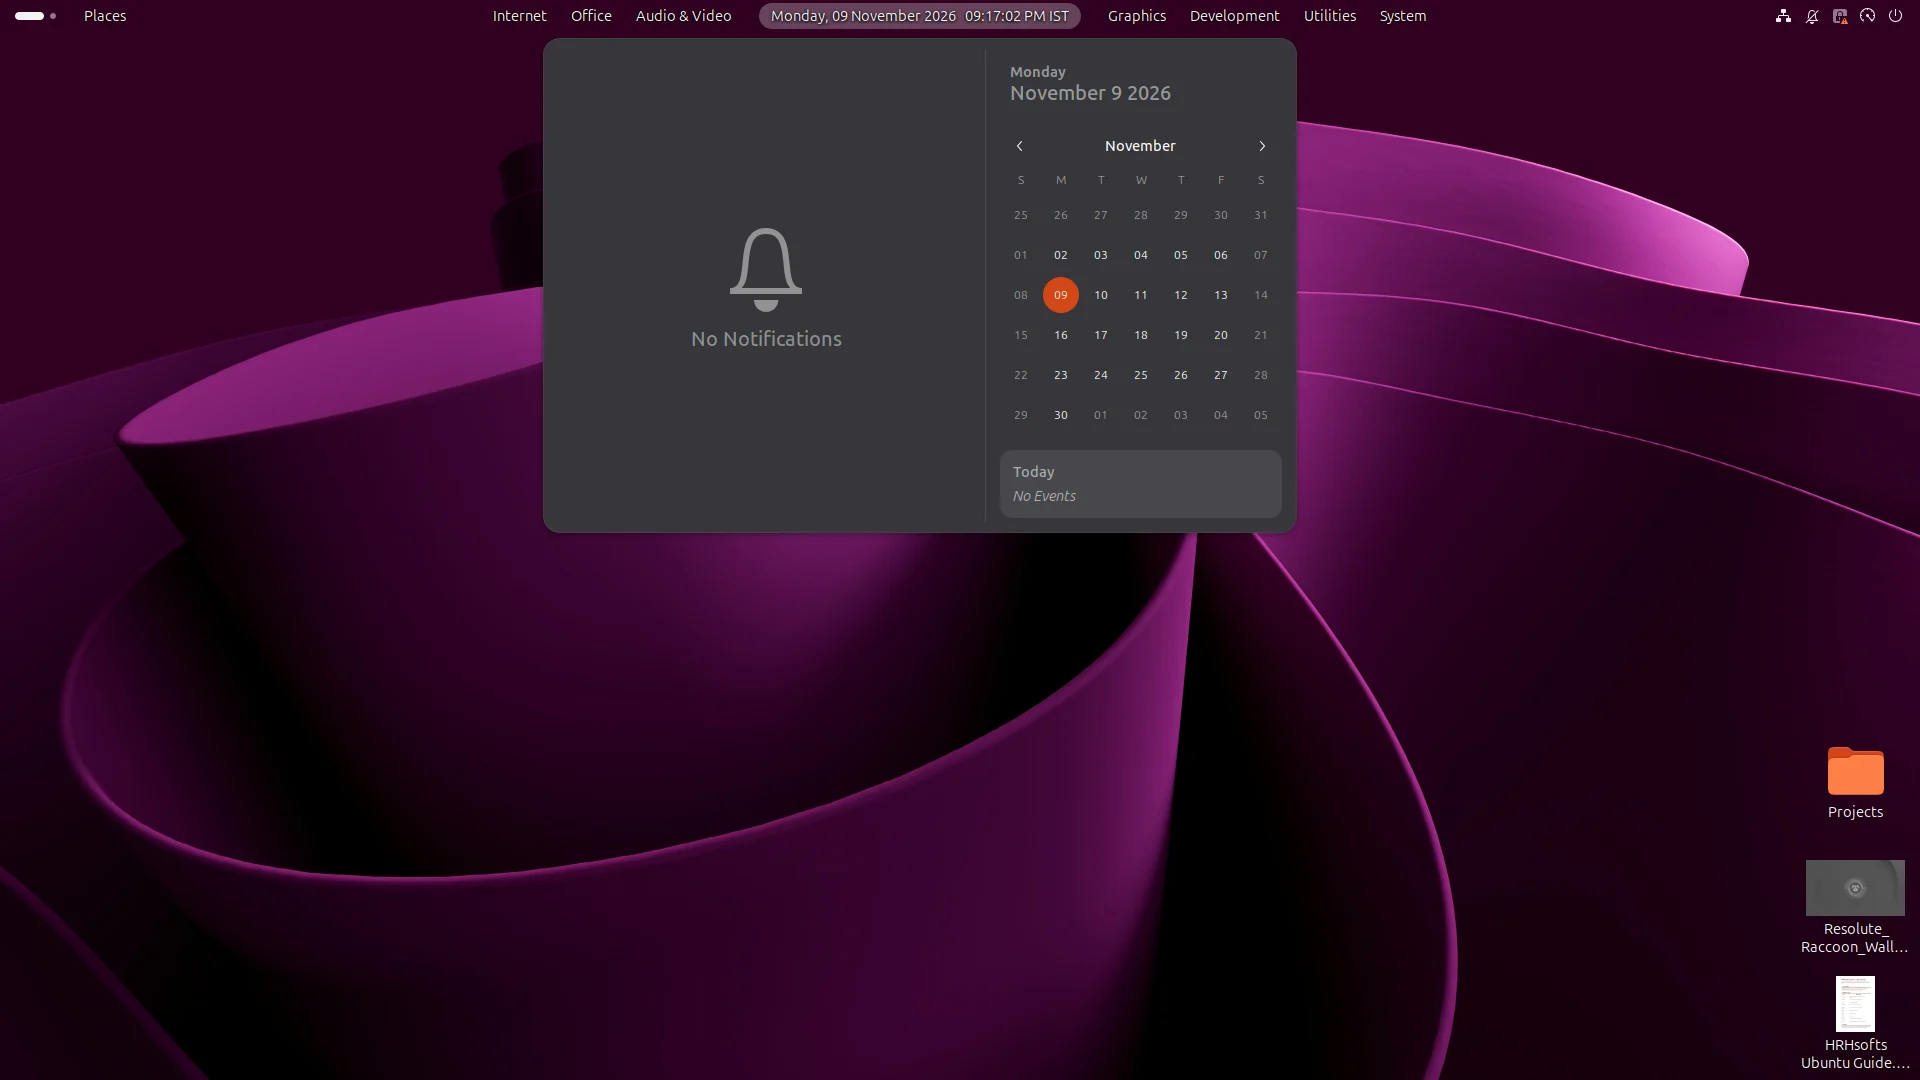 Places
Internet
Office
Audio & Video
Monday, 09 November 2026 09:17:02 PM IST
Graphics
Development
Utilities
System
No Notifications
Monday
November 9 2026
November
S M T W T F S
25 26 27 28 29 30 31
01 02 03 04 05 06 07
08 09 10 11 12 13 14
15 16 17 18 19 20 21
22 23 24 25 26 27 28
29 30 01 02 03 04 05
Today
No Events
Projects
Resolute_
Raccoon_Wall...
HRHsofts
Ubuntu Guide....